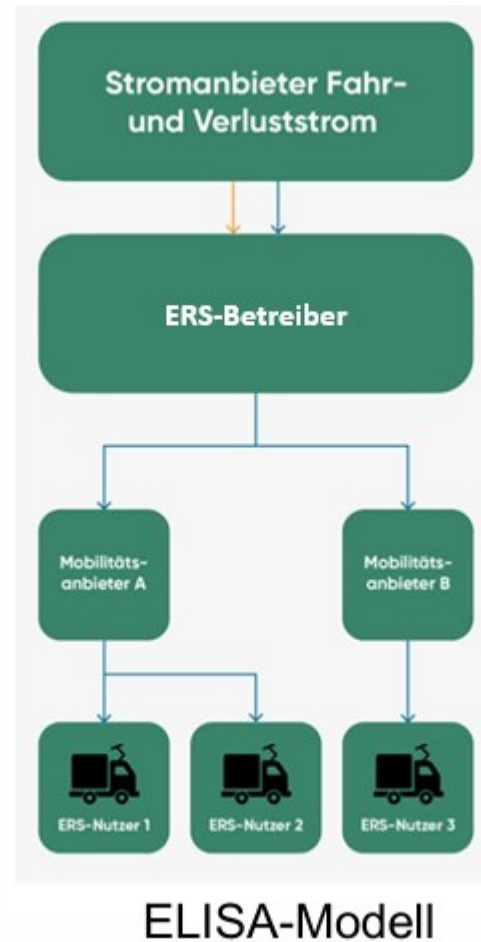 Stromanbieter Fahr-
und Verluststrom
ERS-Betreiber
Mobilitäts-
anbieter A
Mobilitäts-
anbieter B
ERS-Nutzer 1
ERS-Nutzer 2
ERS-Nutzer 3
ELISA-Modell